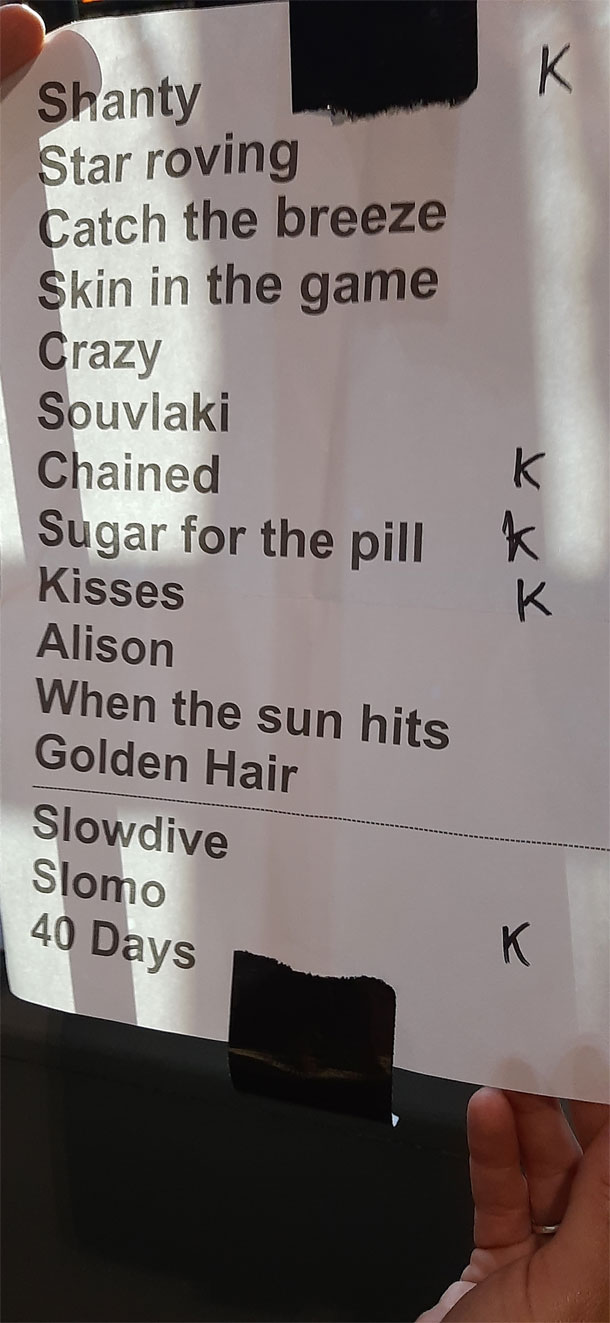 Shanty K
Star roving
Catch the breeze
Skin in the game
Crazy
Souvlaki
Chained K
Sugar for the pill K
Kisses K
Alison
When the sun hits
Golden Hair
Slowdive
Slomo
40 Days K